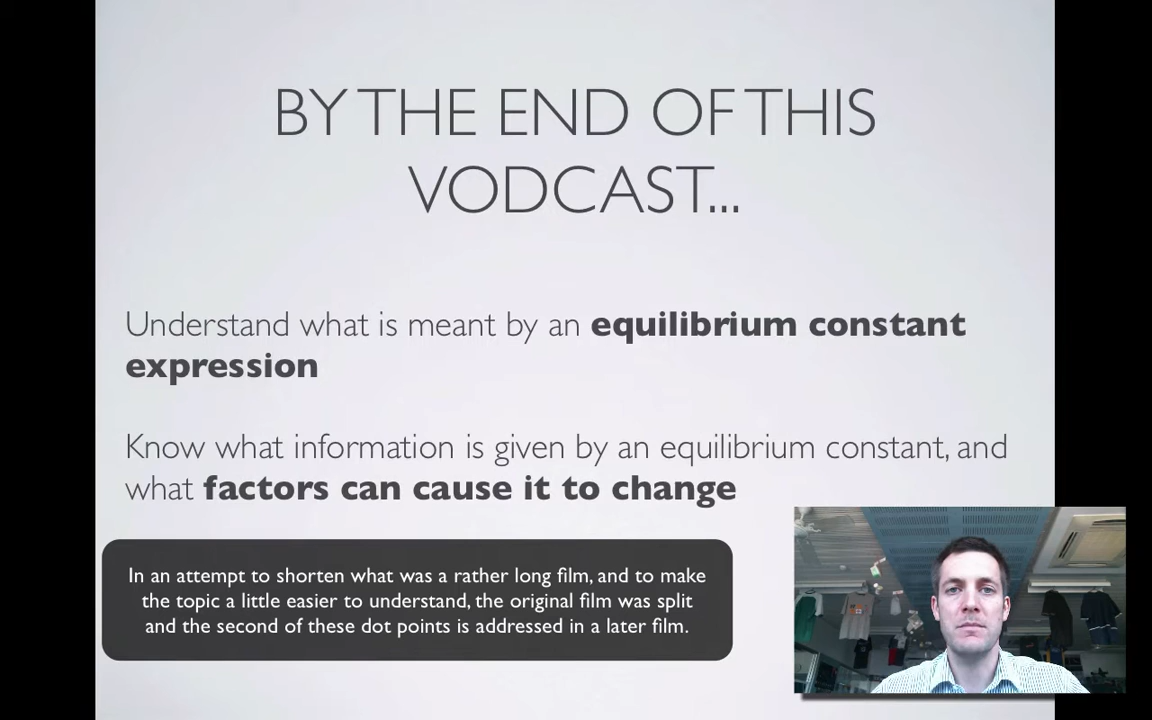 BY THE END OF THIS
VODCAST...
Understand what is meant by an equilibrium constant
expression
Know what information is given by an equilibrium constant, and
what factors can cause it to change
In an attempt to shorten what was a rather long film, and to make
the topic a little easier to understand, the original film was split
and the second of these dot points is addressed in a later film.